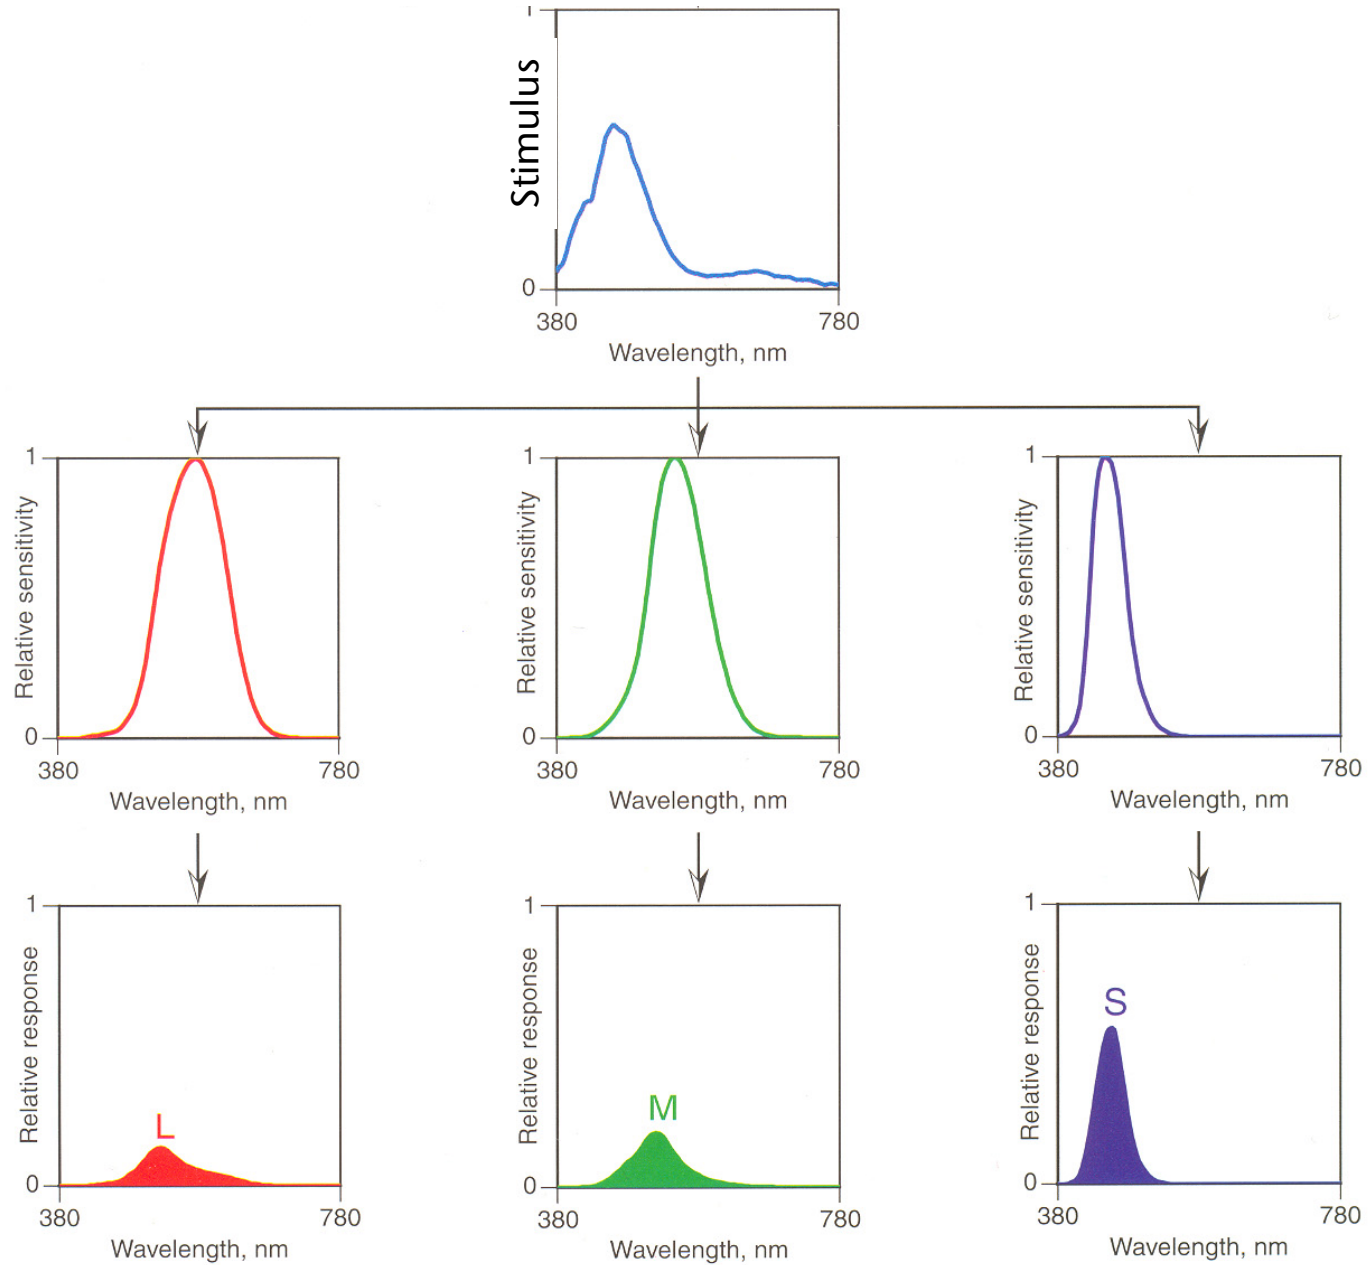 1
Stimulus
0
380 780
Wavelength, nm
1
Relative sensitivity
0
380 780
Wavelength, nm
1
Relative sensitivity
0
380 780
Wavelength, nm
1
Relative sensitivity
0
380 780
Wavelength, nm
1
Relative response
L
0
380 780
Wavelength, nm
1
Relative response
M
0
380 780
Wavelength, nm
1
Relative response
S
0
380 780
Wavelength, nm